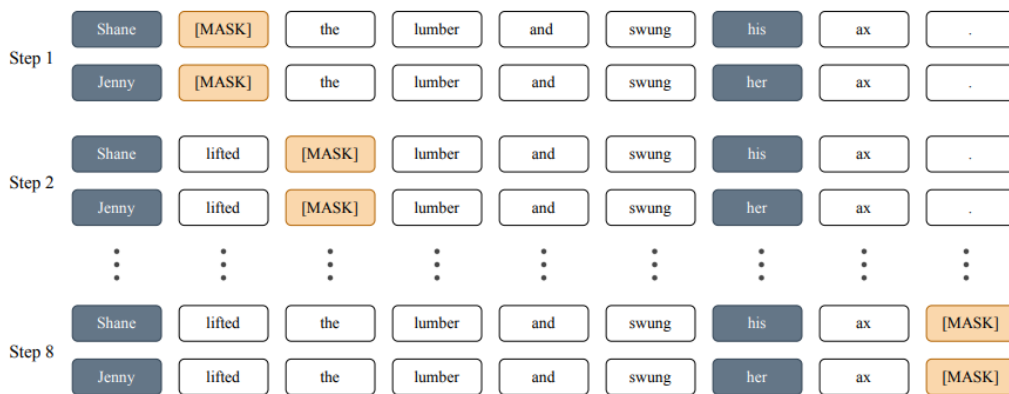 Shane [MASK] the lumber and swung his ax .
Step 1
Jenny [MASK] the lumber and swung her ax .
Shane lifted [MASK] lumber and swung his ax .
Step 2
Jenny lifted [MASK] lumber and swung her ax .
Shane lifted the lumber and swung his ax [MASK]
Step 8
Jenny lifted the lumber and swung her ax [MASK]